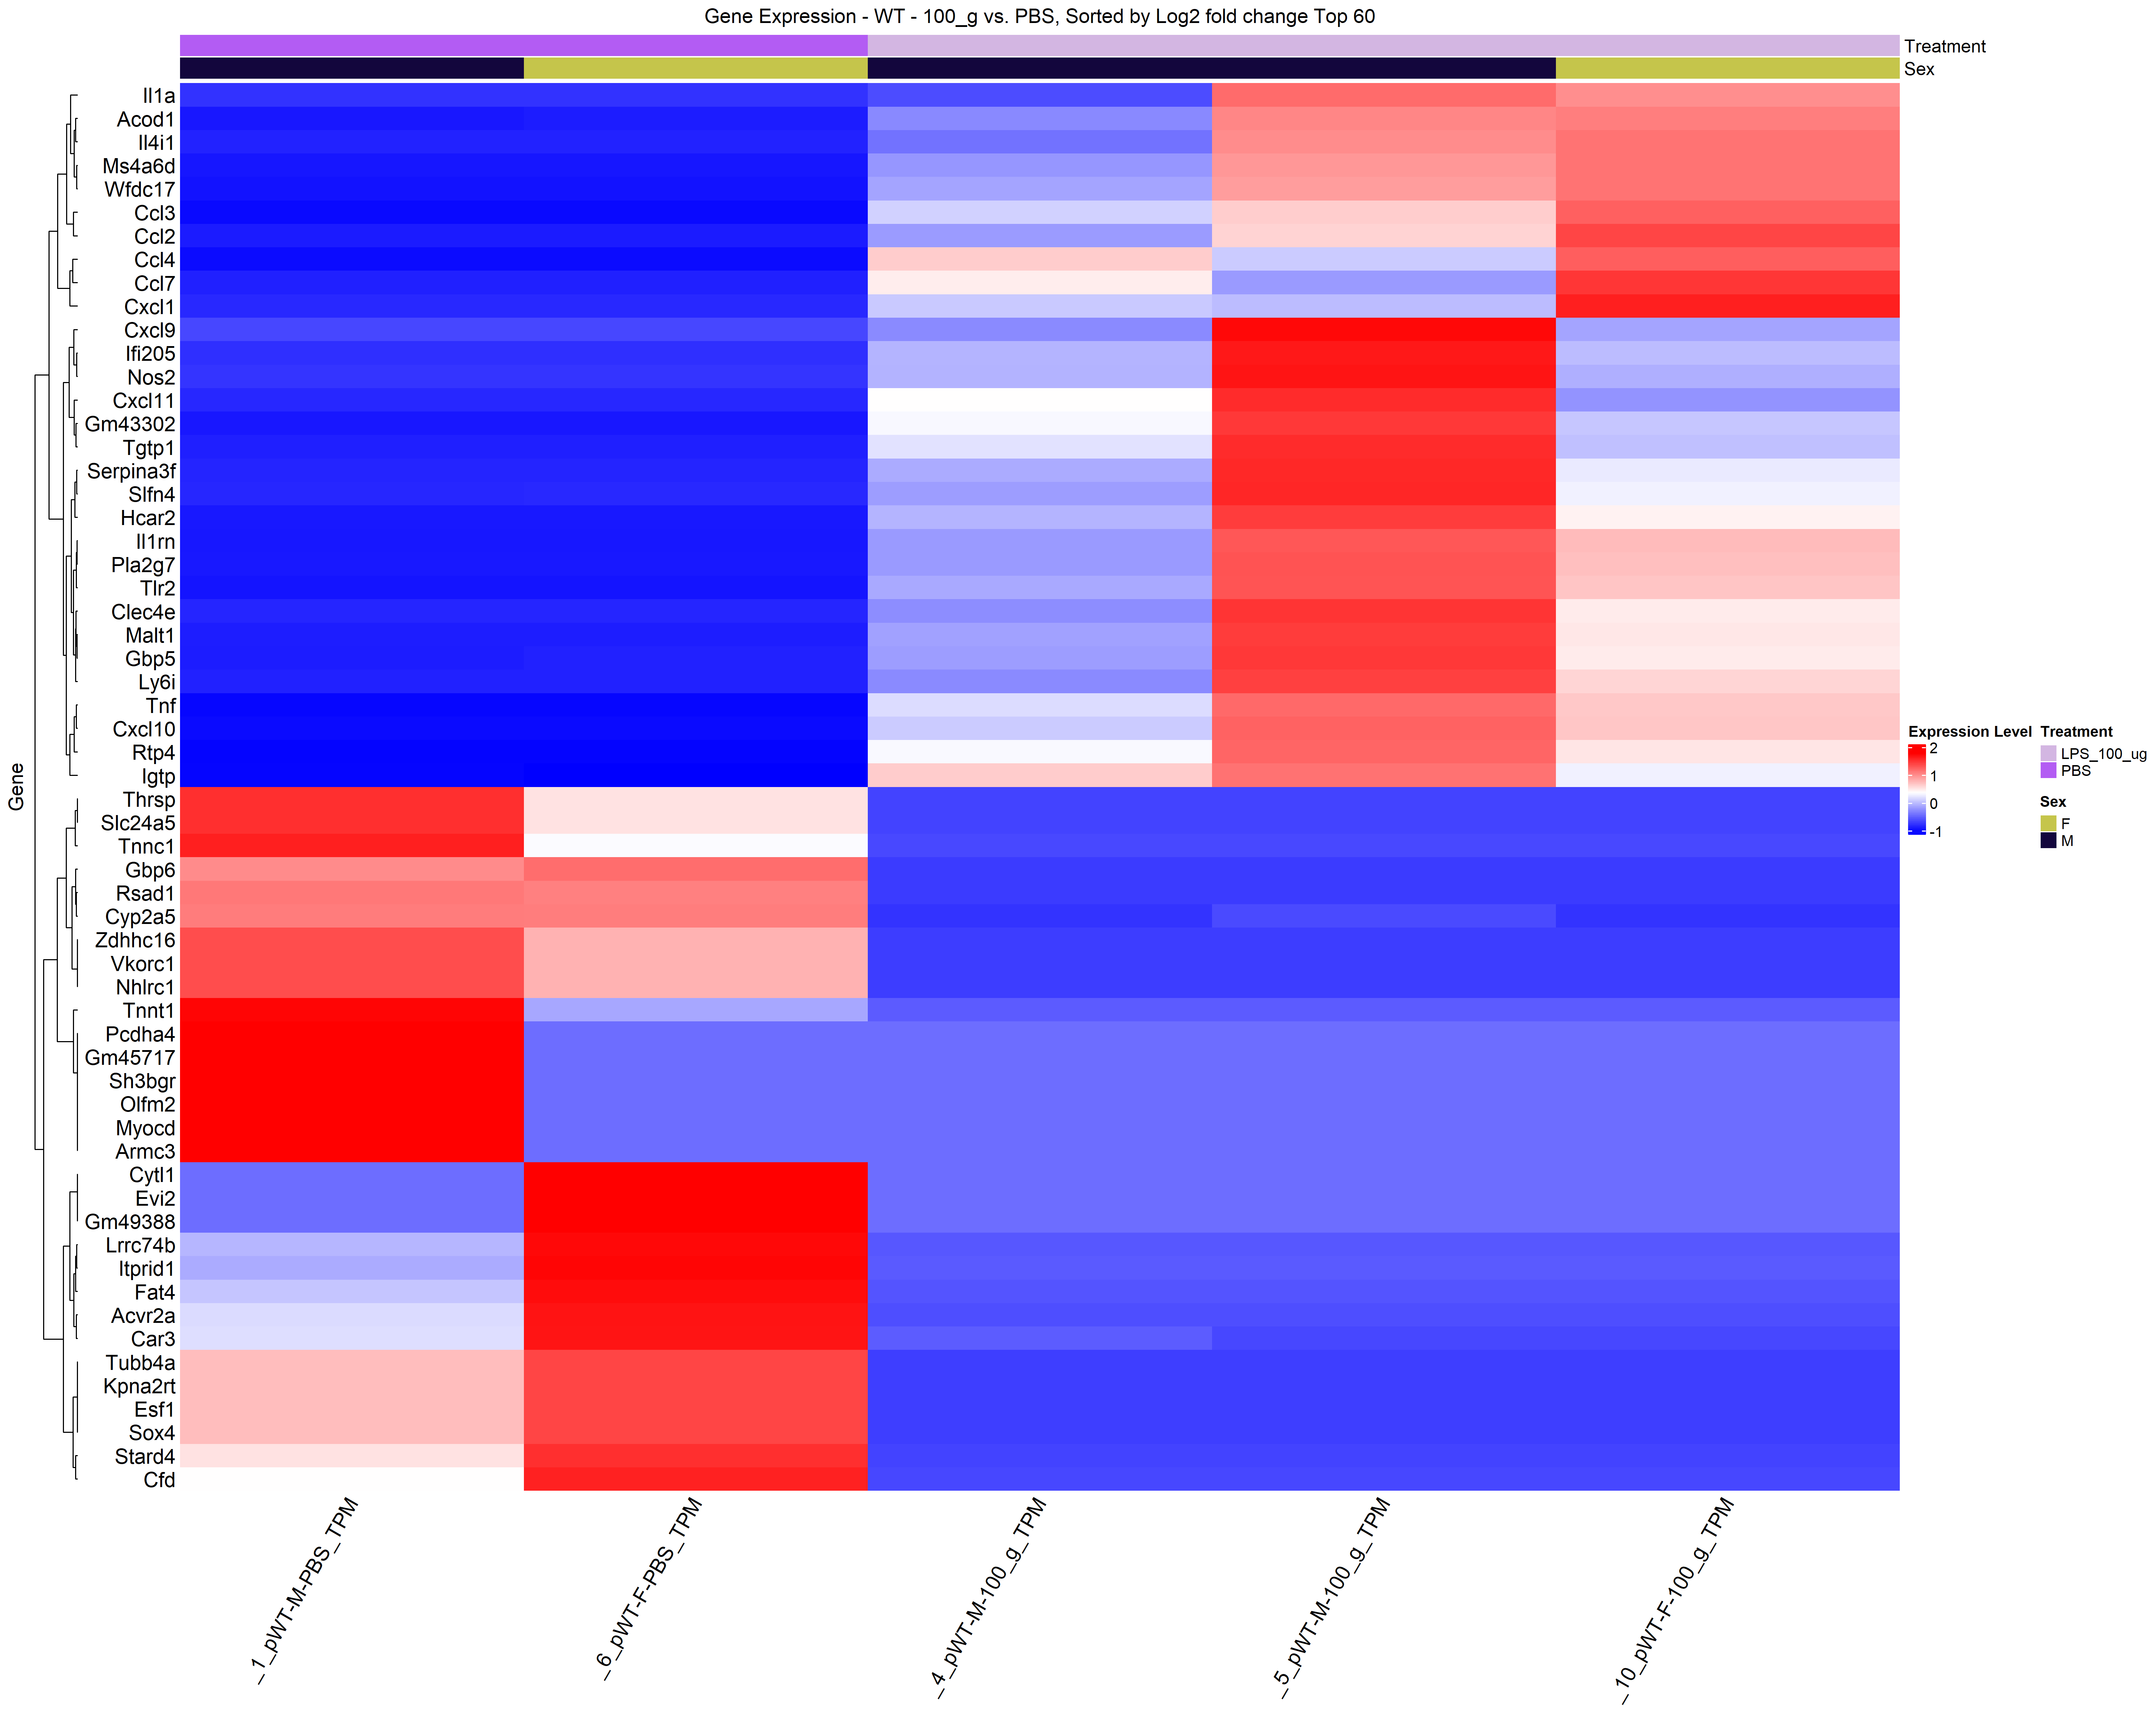 Gene Expression - WT - 100_g vs. PBS, Sorted by Log2 fold change Top 60
Treatment
Sex
Il1a
Acod1
Il4i1
Ms4a6d
Wfdc17
Ccl3
Ccl2
Ccl4
Ccl7
Cxcl1
Cxcl9
Ifi205
Nos2
Cxcl11
Gm43302
Tgtp1
Serpina3f
Slfn4
Hcar2
Il1rn
Pla2g7
Tlr2
Clec4e
Malt1
Gbp5
Ly6i
Tnf
Cxcl10
Rtp4
Igtp
Thrsp
Slc24a5
Tnnc1
Gbp6
Rsad1
Cyp2a5
Zdhhc16
Vkorc1
Nhlrc1
Tnnt1
Pcdha4
Gm45717
Sh3bgr
Olfm2
Myocd
Armc3
Cytl1
Evi2
Gm49388
Lrrc74b
Itprid1
Fat4
Acvr2a
Car3
Tubb4a
Kpna2rt
Esf1
Sox4
Stard4
Cfd
Gene
Expression Level
2
1
0
-1
Treatment
LPS_100_ug
PBS
Sex
F
M
_1_pWT-M-PBS_TPM
_6_pWT-F-PBS_TPM
_4_pWT-M-100_g_TPM
_5_pWT-M-100_g_TPM
_10_pWT-F-100_g_TPM